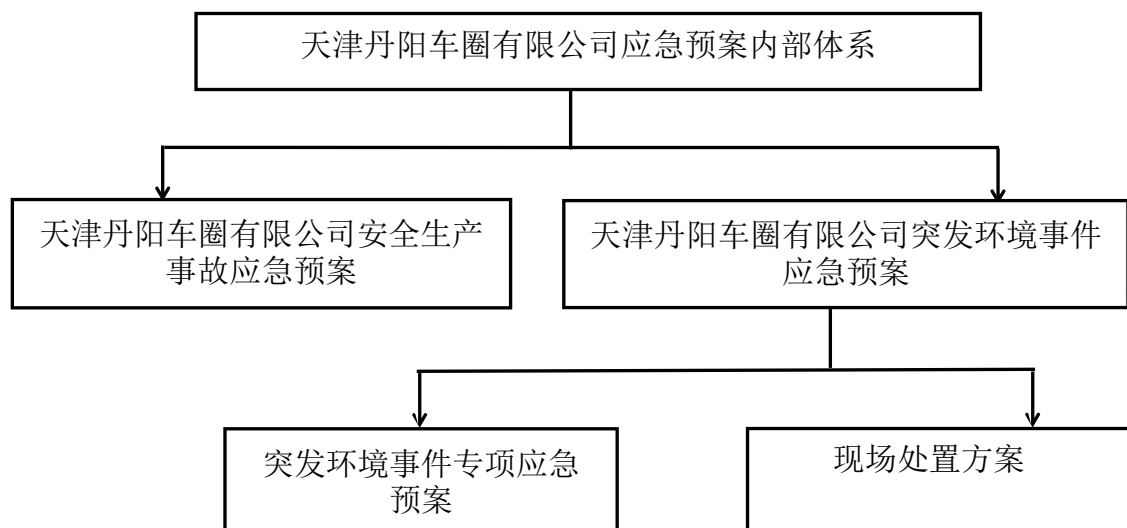 天津丹阳车圈有限公司应急预案内部体系
天津丹阳车圈有限公司安全生产
事故应急预案
天津丹阳车圈有限公司突发环境事件
应急预案
突发环境事件专项应急
预案
现场处置方案